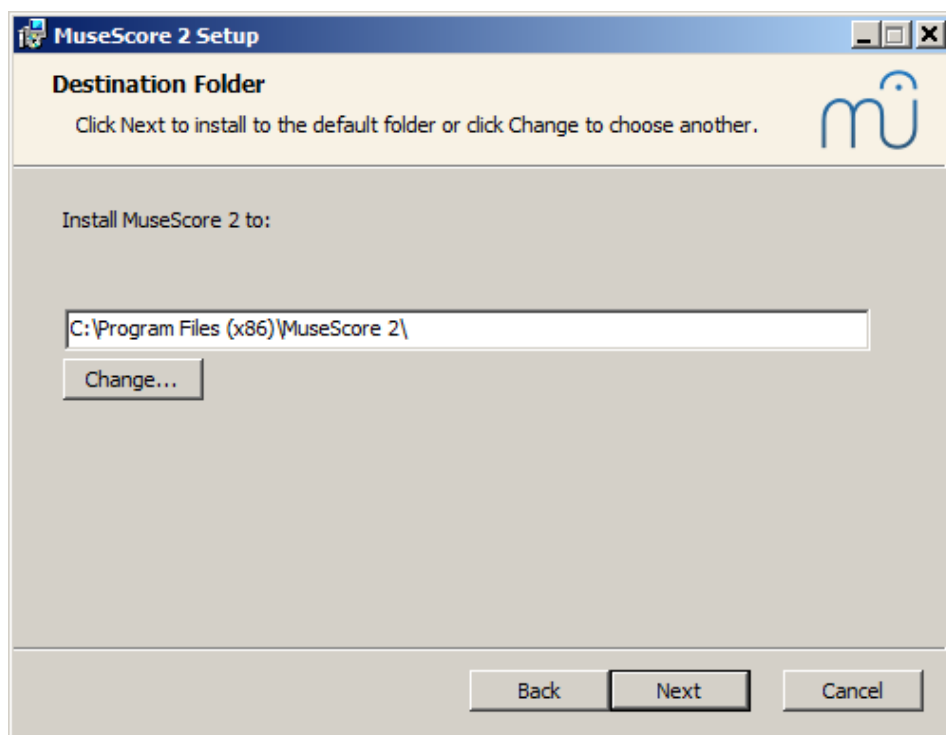 MuseScore 2 Setup
Destination Folder
Click Next to install to the default folder or click Change to choose another.
mu
Install MuseScore 2 to:
C:\Program Files (x86)\MuseScore 2\
Change...
Back Next Cancel